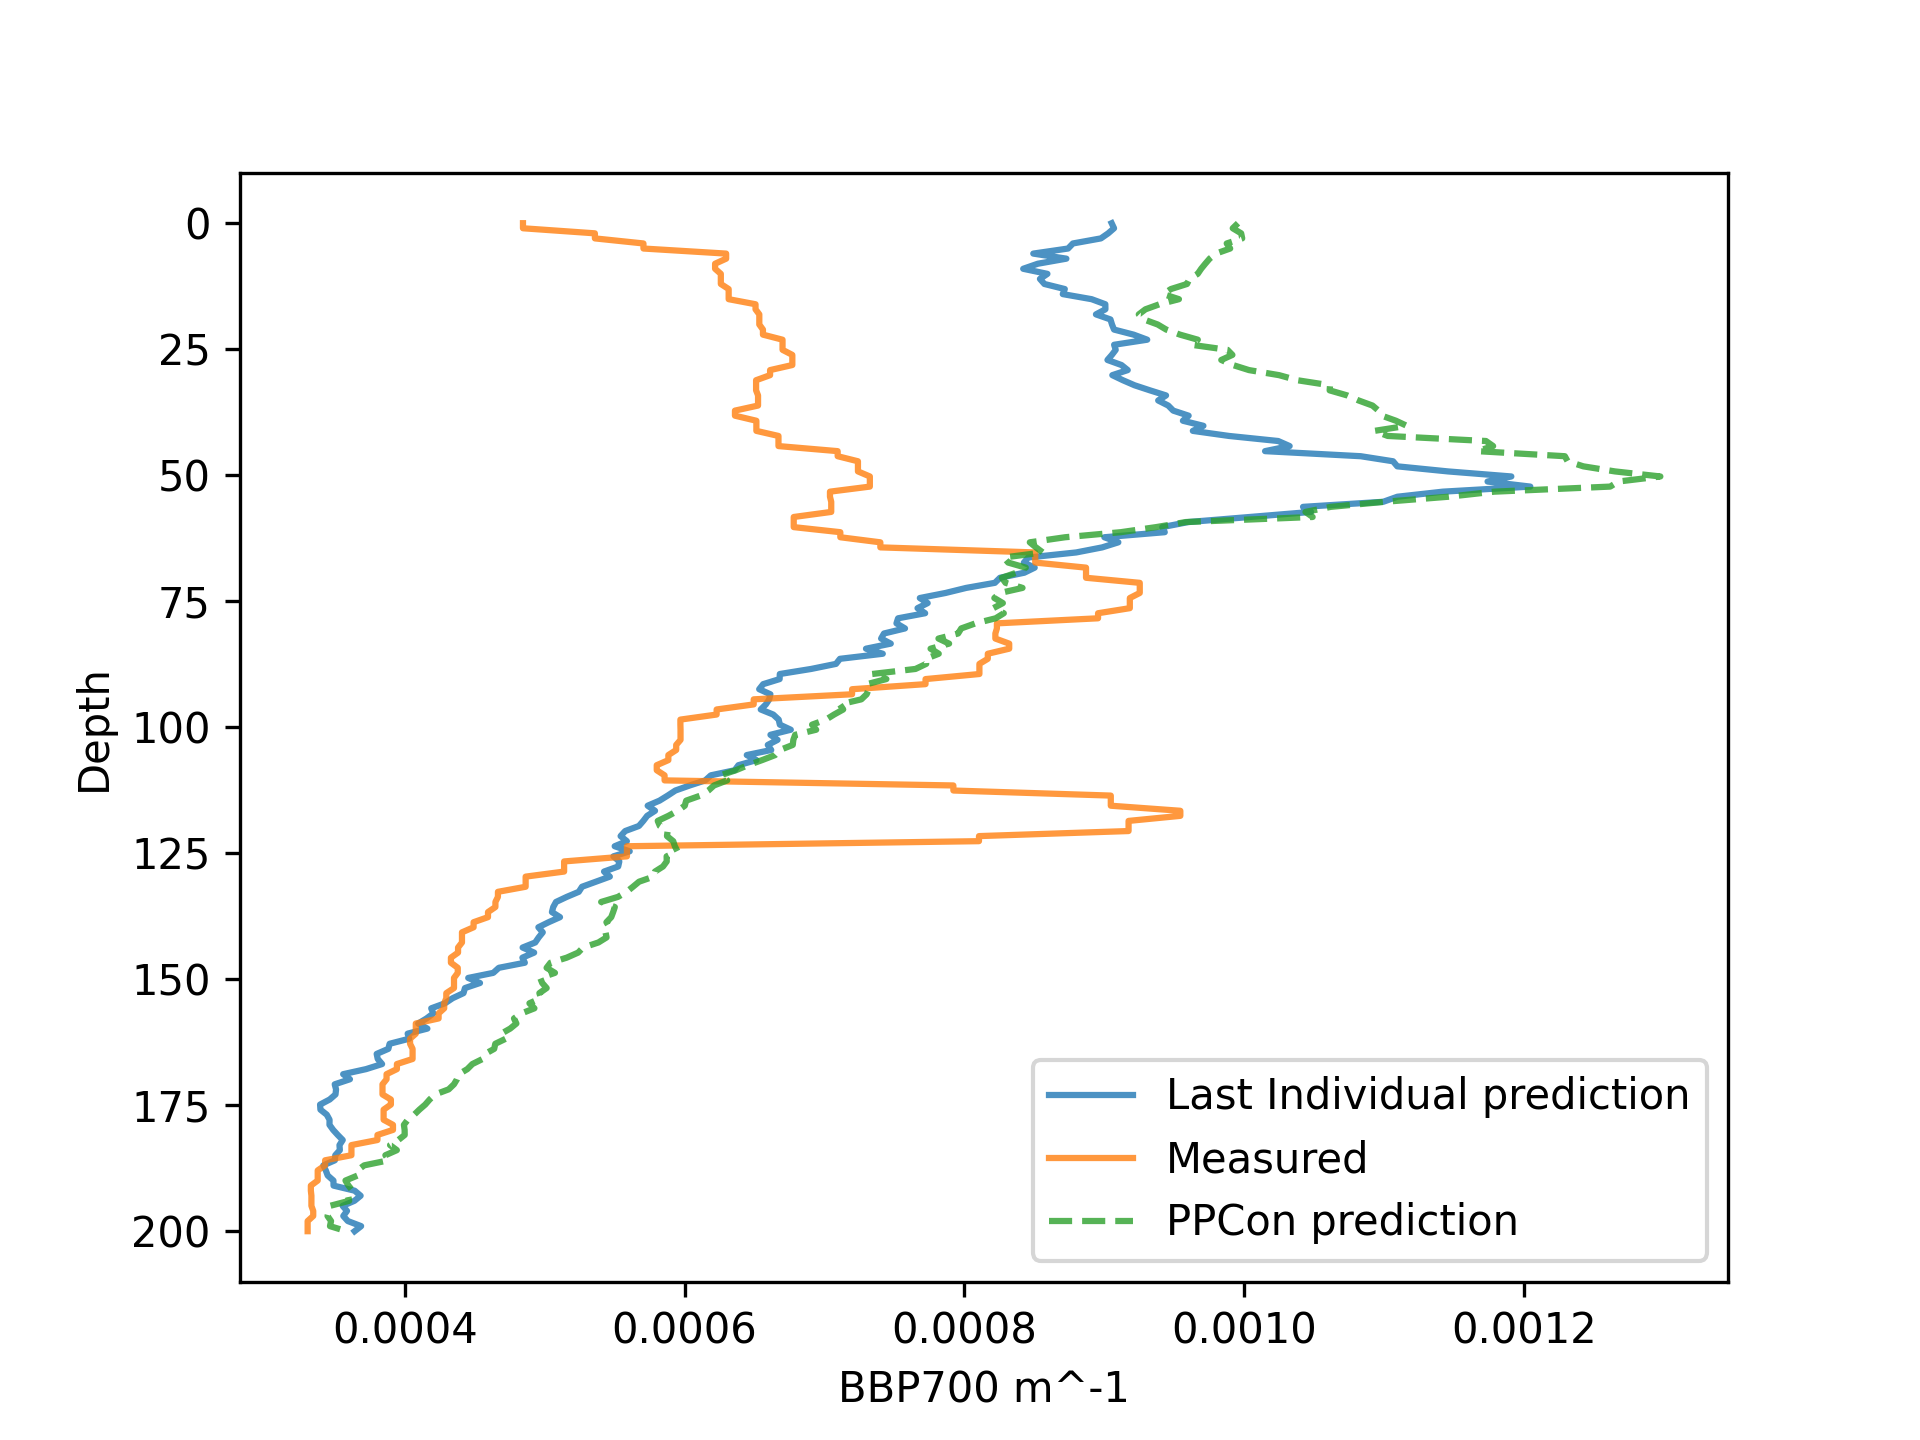 0
25
50
75
100
125
150
175
200
Depth
0.0004 0.0006 0.0008 0.0010 0.0012
BBP700 m^-1
Last Individual prediction
Measured
PPCon prediction